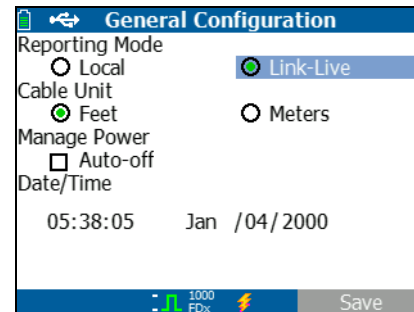 General Configuration
Reporting Mode
Local Link-Live
Cable Unit
Feet Meters
Manage Power
Auto-off
Date/Time
05:38:05 Jan /04/2000
1000
FDx
Save